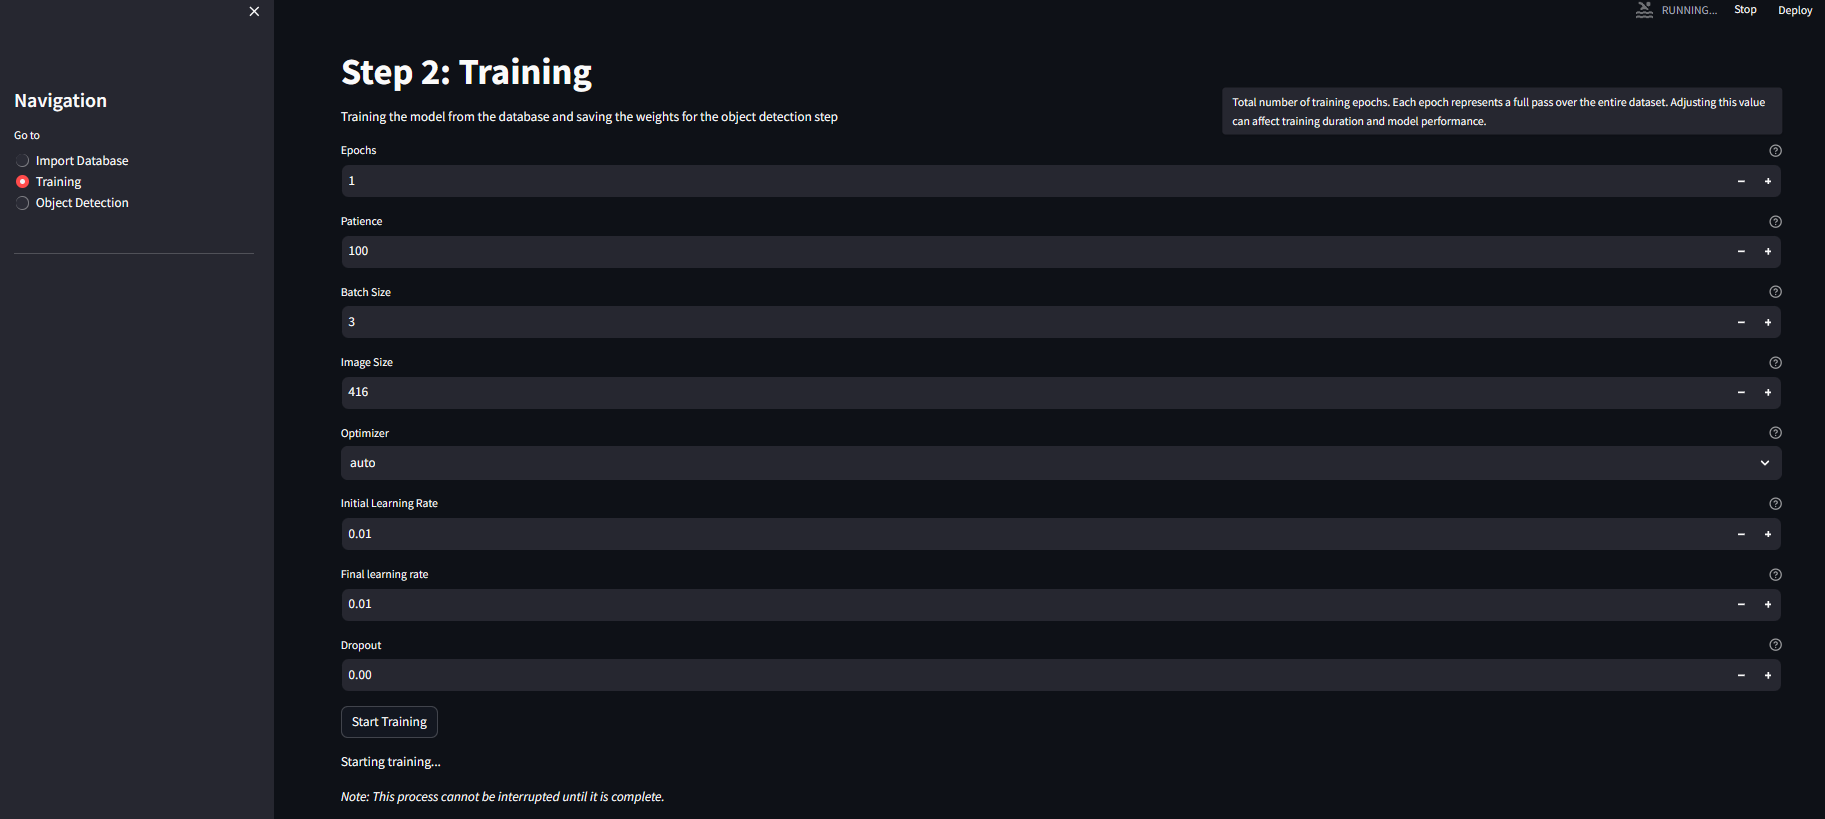 RUNNING...
Stop
Deploy
Navigation
Go to
Import Database
Training
Object Detection
Step 2: Training
Training the model from the database and saving the weights for the object detection step
Total number of training epochs. Each epoch represents a full pass over the entire dataset. Adjusting this value
can affect training duration and model performance.
Epochs
1
Patience
100
Batch Size
3
Image Size
416
Optimizer
auto
Initial Learning Rate
0.01
Final learning rate
0.01
Dropout
0.00
Start Training
Starting training...
Note: This process cannot be interrupted until it is complete.